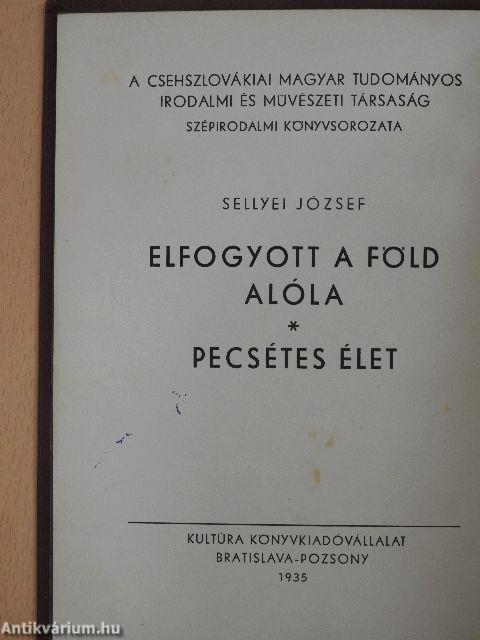 A CSEHSZLOVÁKIAI MAGYAR TUDOMÁNYOS
IRODALMI ÉS MŰVÉSZETI TÁRSASÁG
SZÉPIRODALMI KÖNYVSOROZATA
SELLYEI JÓZSEF
ELFOGYOTT A FÖLD
ALÓLA
*
PECSÉTES ÉLET
KULTÚRA KÖNYVKIADÓVÁLLALAT
BRATISLAVA-POZSONY
1935
Antikvárium.hu